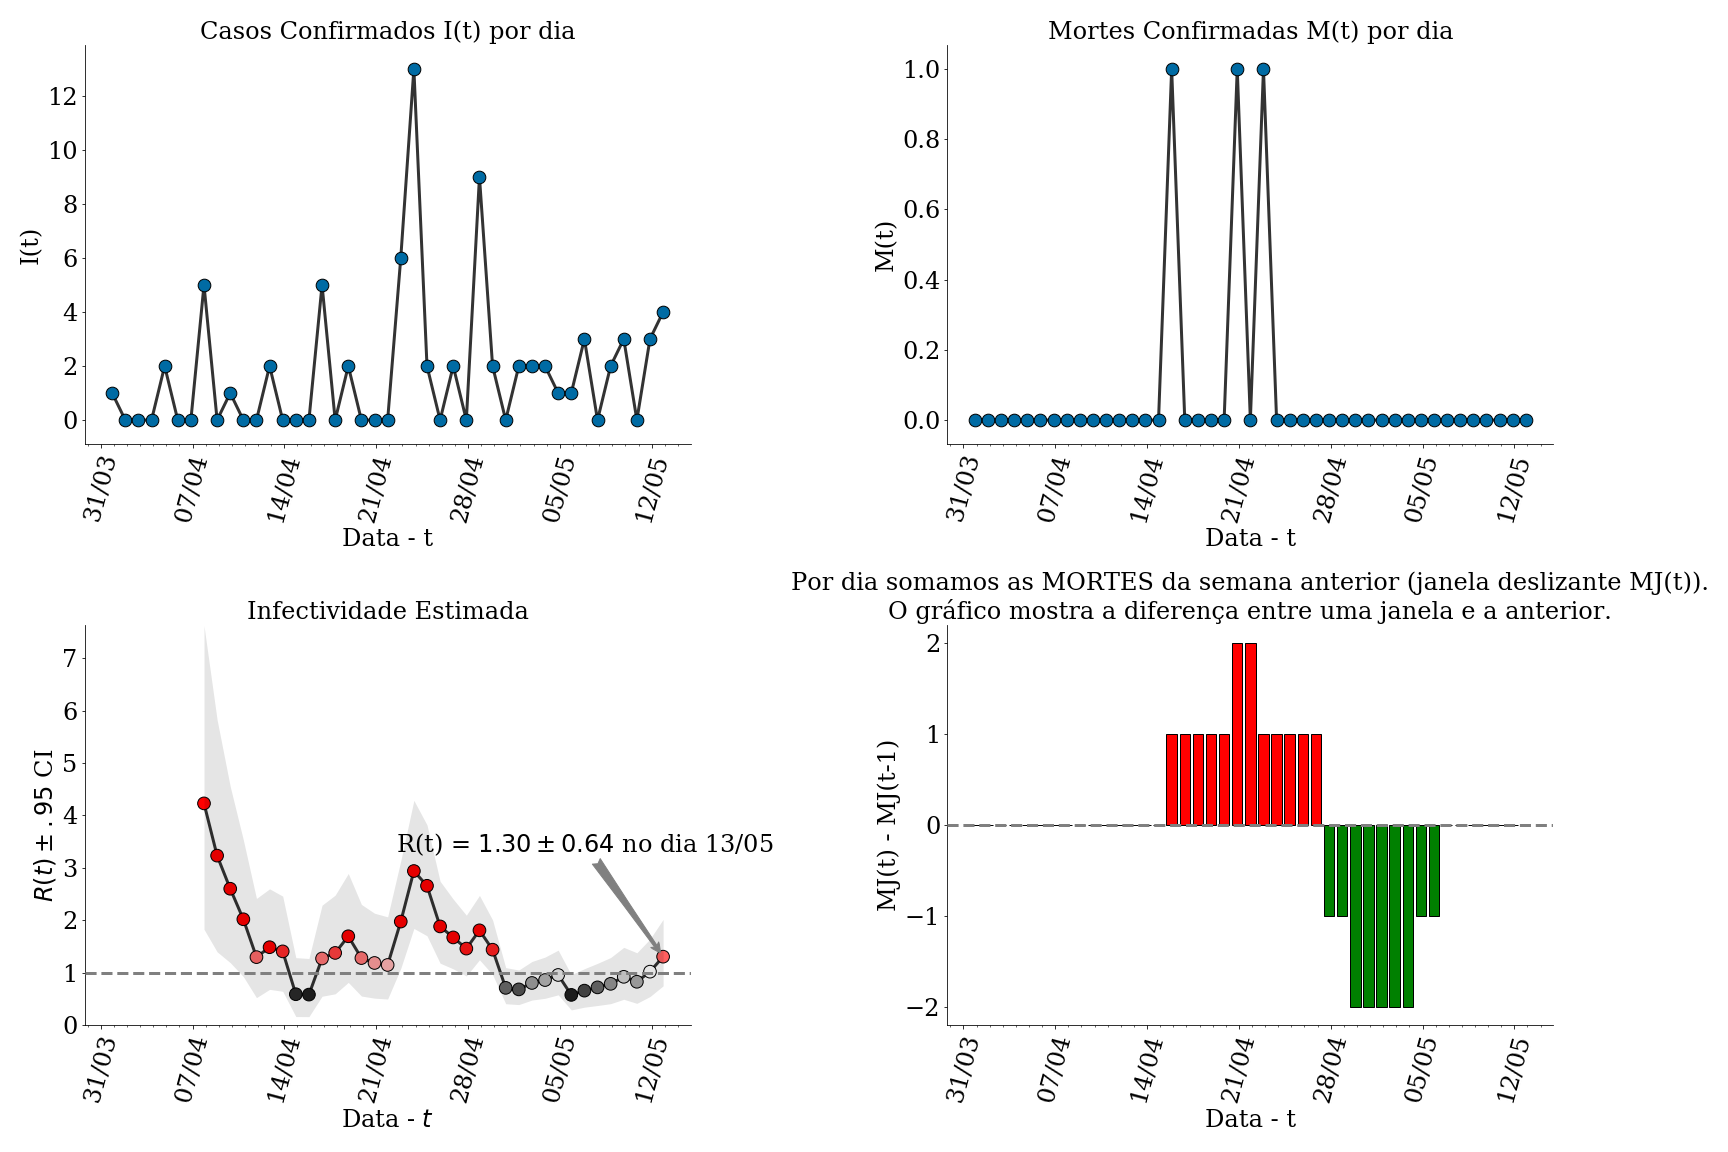 Casos Confirmados I(t) por dia
I(t)
12
10
8
6
4
2
0
31/03 07/04 14/04 21/04 28/04 05/05 12/05
Data - t
Mortes Confirmadas M(t) por dia
M(t)
1.0
0.8
0.6
0.4
0.2
0.0
31/03 07/04 14/04 21/04 28/04 05/05 12/05
Data - t
Infectividade Estimada
R(t) ± .95 CI
7
6
5
4
3
2
1
0
R(t) = 1.30 ± 0.64 no dia 13/05
31/03 07/04 14/04 21/04 28/04 05/05 12/05
Data - t
Por dia somamos as MORTES da semana anterior (janela deslizante MJ(t)).
O gráfico mostra a diferença entre uma janela e a anterior.
MJ(t) - MJ(t-1)
2
1
0
−1
−2
31/03 07/04 14/04 21/04 28/04 05/05 12/05
Data - t